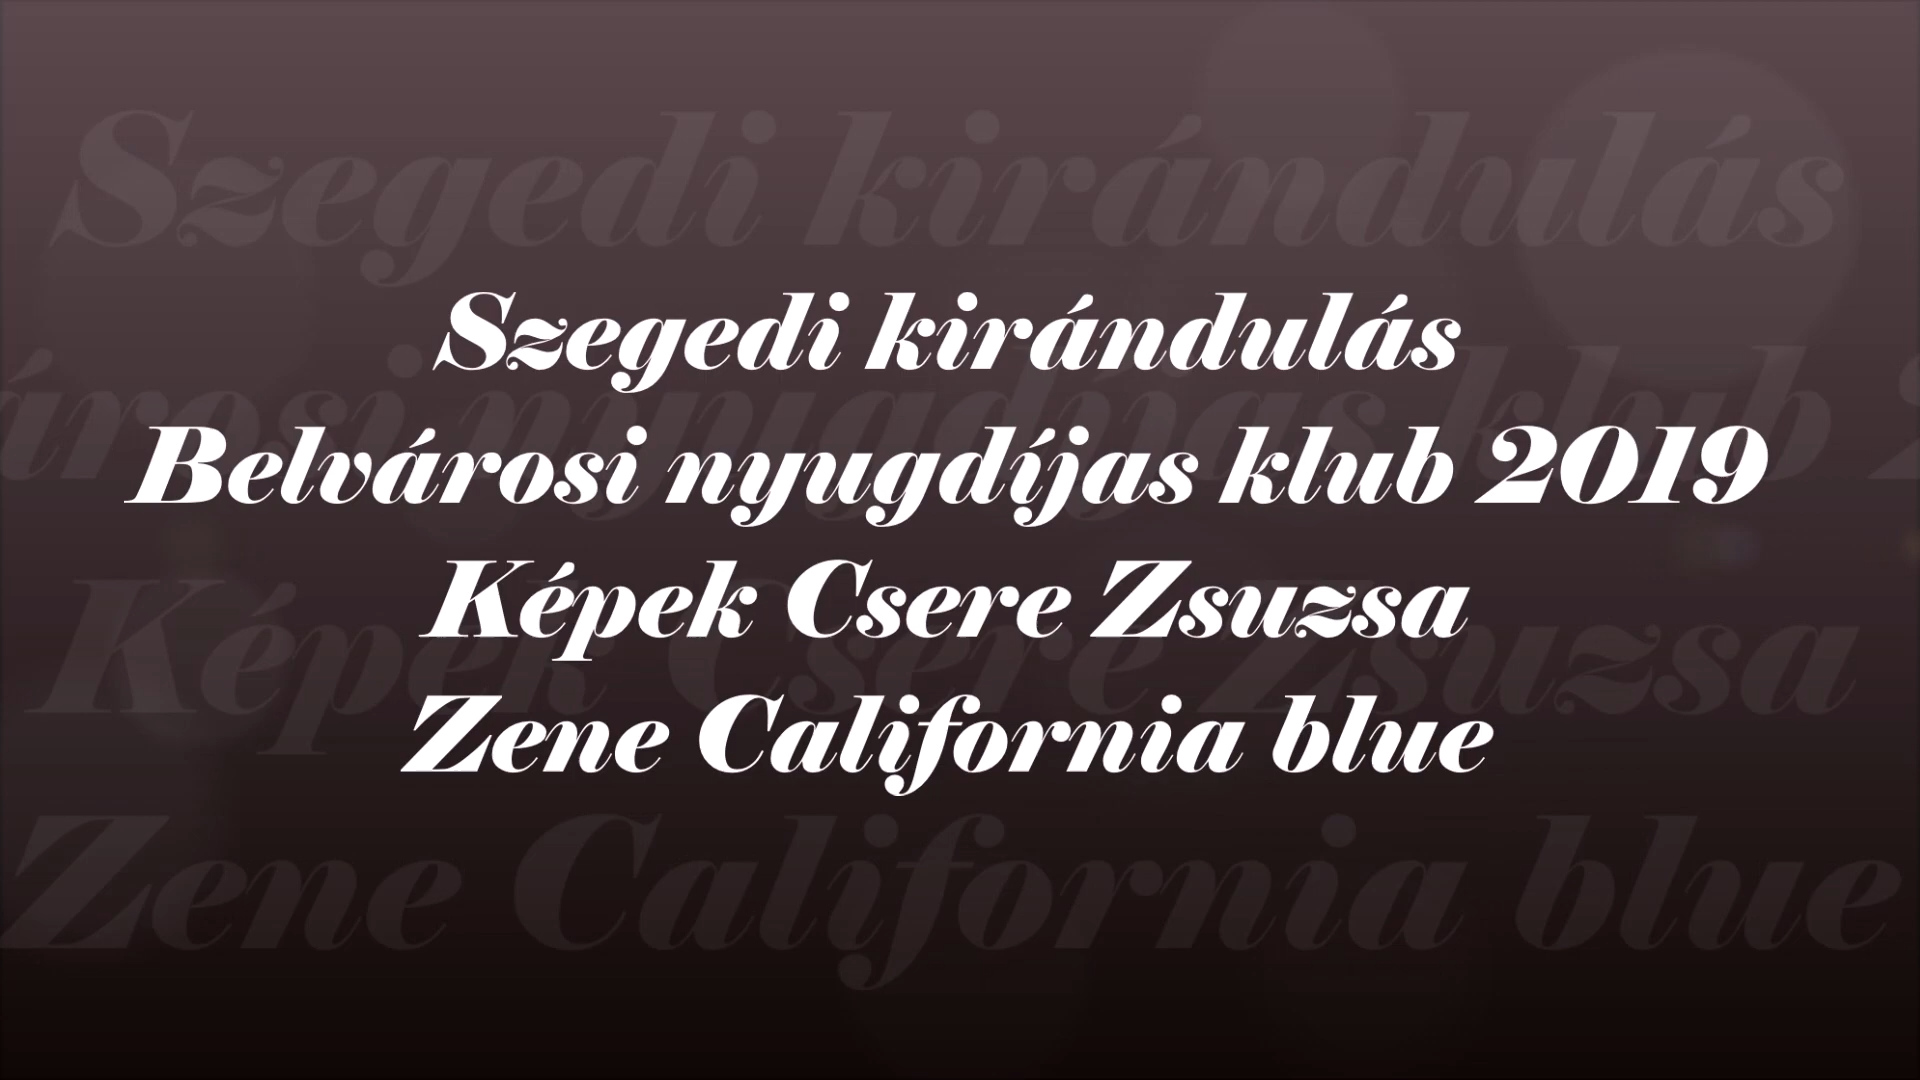 Szegedi kirándulás
Belvárosi nyugdíjas klub 2019
Képek Csere Zsuzsa
Zene California blue